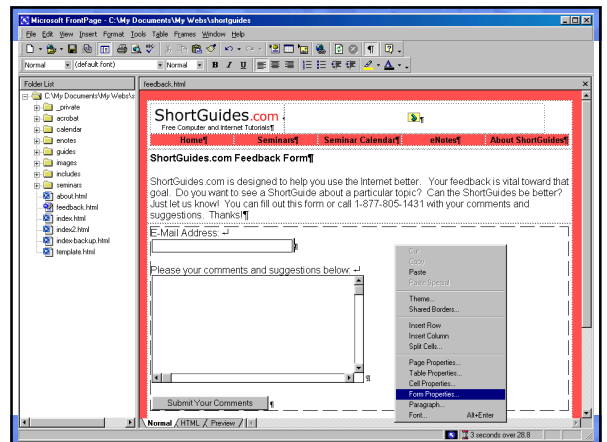 Microsoft FrontPage - C:\My Documents\My Webs\shortguides
File Edit View Insert Format Tools Table Frames Window Help
Normal (default font) Normal B I U A
Folder List
feedback.html
C:\My Documents\My Webs\s
_private
acrobat
calendar
enotes
guides
images
includes
seminars
about.html
feedback.html
index.html
index2.html
index-backup.html
template.html
ShortGuides.com
Free Computer and Internet Tutorials¶
Home¶ Seminars¶ Seminar Calendar¶ eNotes¶ About ShortGuides¶
ShortGuides.com Feedback Form¶
ShortGuides.com is designed to help you use the Internet better. Your feedback is vital toward that
goal. Do you want to see a ShortGuide about a particular topic? Can the ShortGuides be better?
Just let us know! You can fill out this form or call 1-877-805-
1431 with your comments and
suggestions. Thanks!¶
E-Mail Address: ↵
Please your comments and suggestions below: ↵
Submit Your Comments ¶
Cut
Copy
Paste
Paste Special
Theme...
Shared Borders...
Insert Row
Insert Column
Split Cells...
Page Properties...
Table Properties...
Cell Properties...
Form Properties...
Paragraph...
Font... Alt+Enter
Normal HTML Preview
3 seconds over 28.8